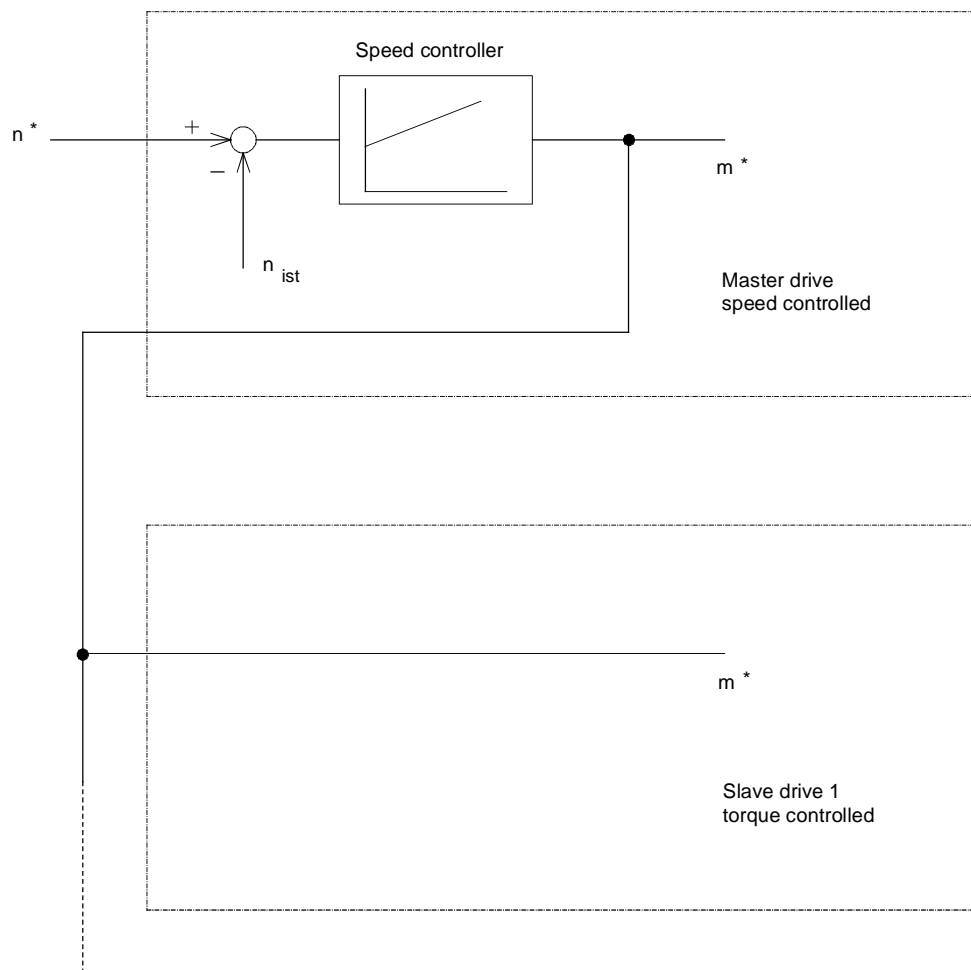 Speed controller
n *
+
−
m *
n ist
Master drive
speed controlled
m *
Slave drive 1
torque controlled